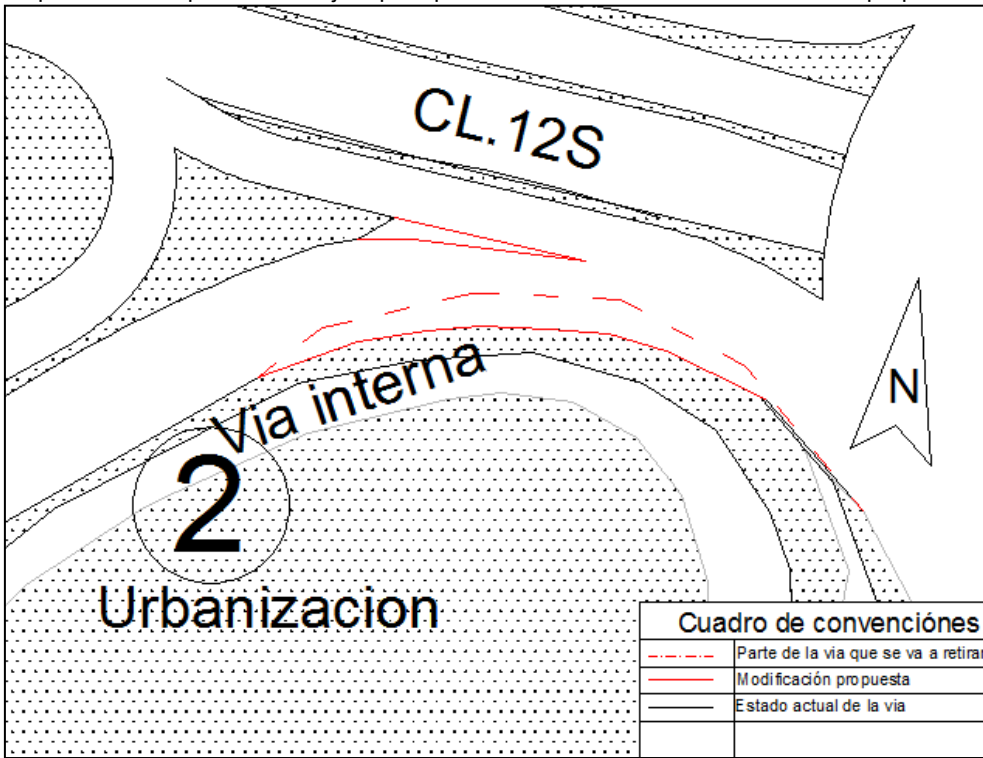 CL.12S
Via interna
2
Urbanizacion
N
Cuadro de convenciónes
Parte de la via que se va a retirar
Modificación propuesta
Estado actual de la via